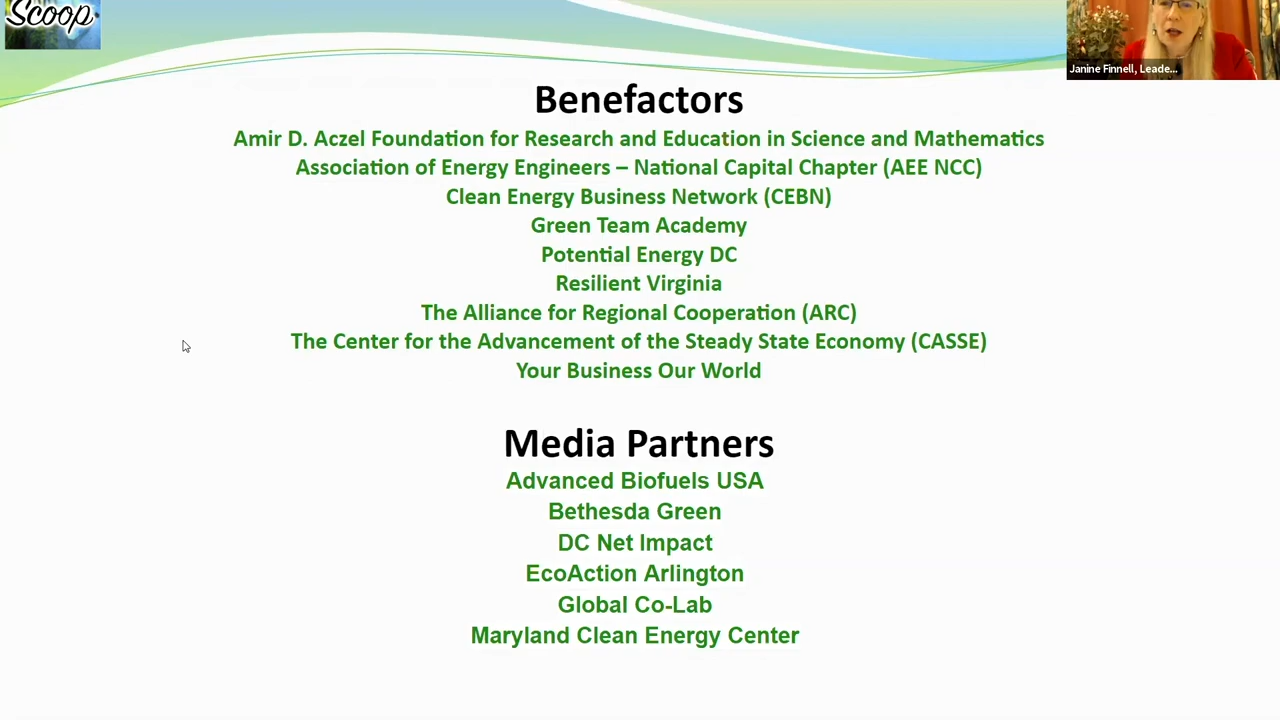 Scoop
Janine Finnell, Leade...
Benefactors
Amir D. Aczel Foundation for Research and Education in Science and Mathematics
Association of Energy Engineers – National Capital Chapter (AEE NCC)
Clean Energy Business Network (CEBN)
Green Team Academy
Potential Energy DC
Resilient Virginia
The Alliance for Regional Cooperation (ARC)
The Center for the Advancement of the Steady State Economy (CASSE)
Your Business Our World
Media Partners
Advanced Biofuels USA
Bethesda Green
DC Net Impact
EcoAction Arlington
Global Co-Lab
Maryland Clean Energy Center